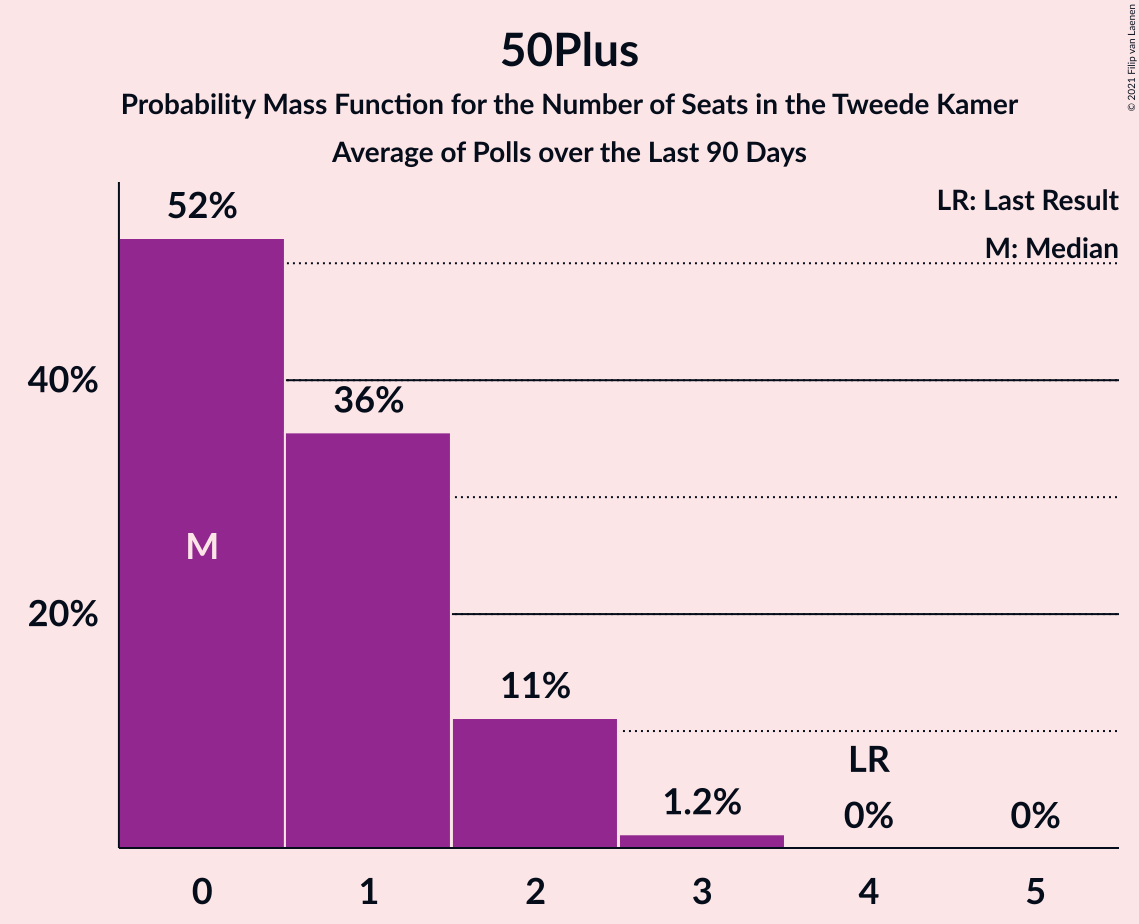 50Plus
Probability Mass Function for the Number of Seats in the Tweede Kamer
Average of Polls over the Last 90 Days
© 2021 Filip van Laenen
LR: Last Result
M: Median
52%
40%
36%
M
20%
11%
LR
1.2%
0%
0%
0
1
2
3
4
5